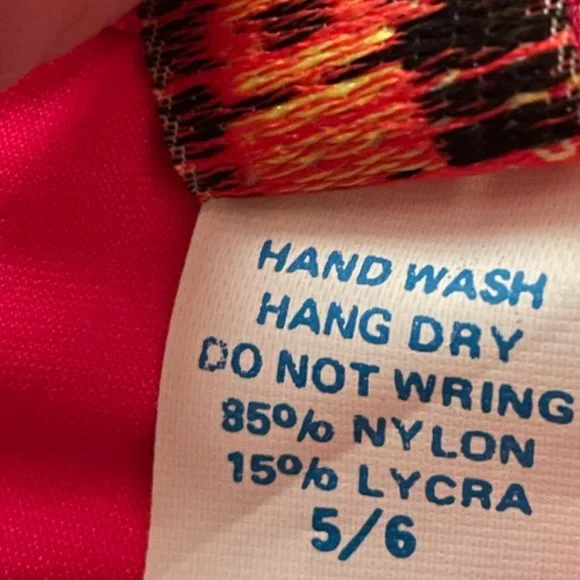 HAND WASH
HANG DRY
DO NOT WRING
85% NYLON
15% LYCRA
5/6